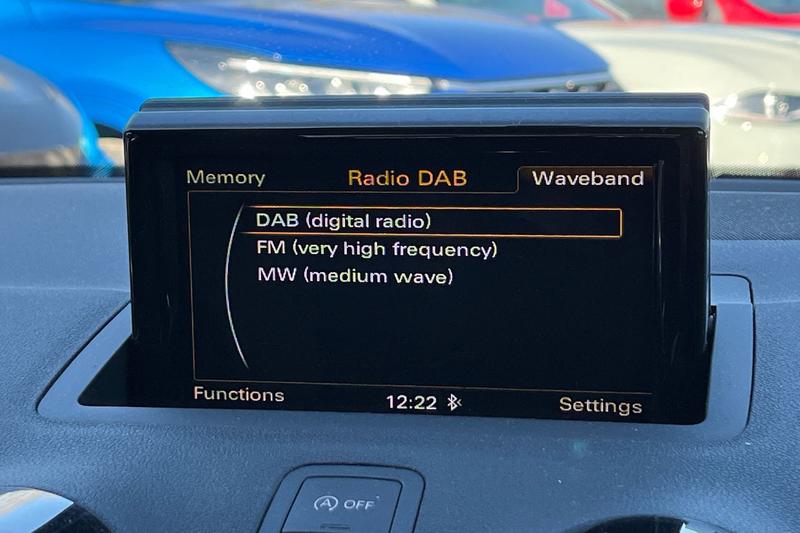 Memory Radio DAB Waveband
DAB (digital radio)
FM (very high frequency)
MW (medium wave)
Functions 12:22 Settings
A OFF